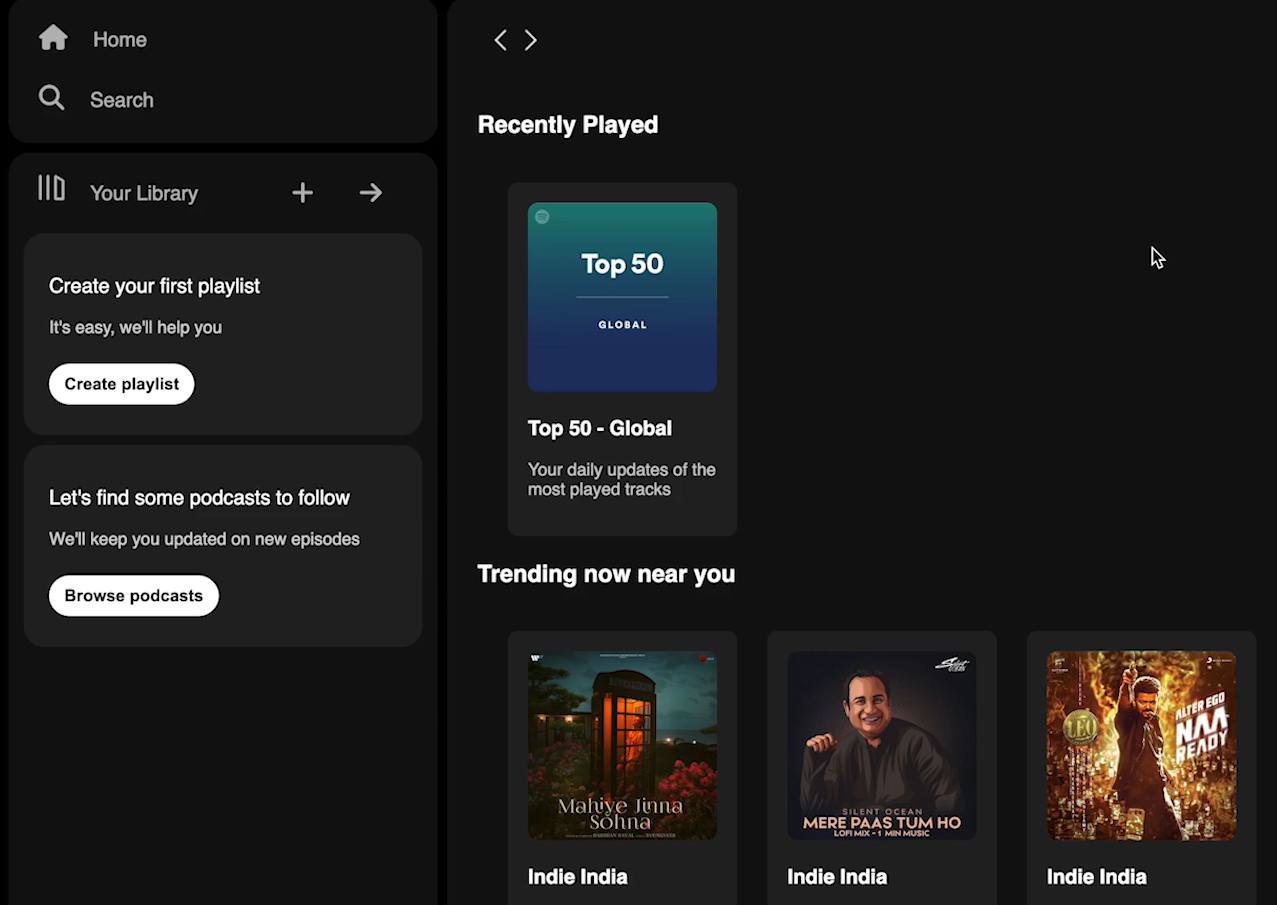 Home
Search
Your Library
Create your first playlist
It's easy, we'll help you
Create playlist
Let's find some podcasts to follow
We'll keep you updated on new episodes
Browse podcasts
Recently Played
Top 50
GLOBAL
Top 50 - Global
Your daily updates of the
most played tracks
Trending now near you
Mahiye Jinna
Sohna
Indie India
SILENT OCEAN
MERE PAAS TUM HO
LOFI MIX - 1 MIN MUSIC
Indie India
LEO
ALTER EGO
NAA
READY
Indie India